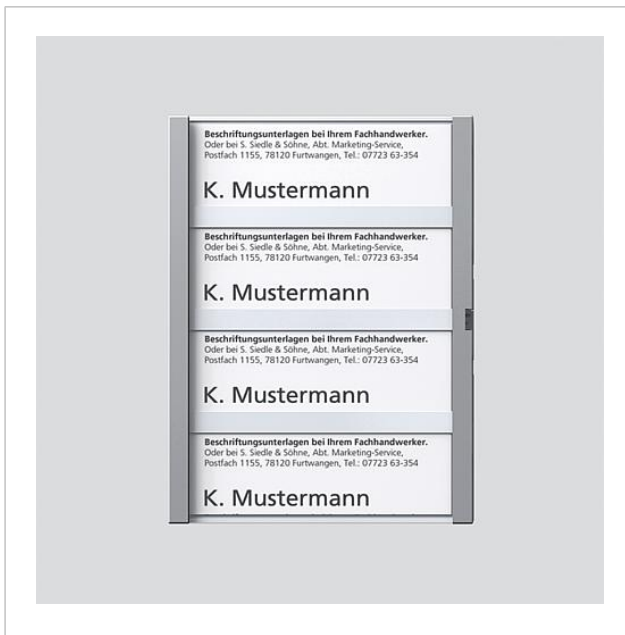 Beschriftungsunterlagen bei Ihrem Fachhandwerker.
Oder bei S. Siedle & Söhne, Abt. Marketing-Service,
Postfach 1155, 78120 Furtwangen, Tel.: 07723 63-354
K. Mustermann
Beschriftungsunterlagen bei Ihrem Fachhandwerker.
Oder bei S. Siedle & Söhne, Abt. Marketing-Service,
Postfach 1155, 78120 Furtwangen, Tel.: 07723 63-354
K. Mustermann
Beschriftungsunterlagen bei Ihrem Fachhandwerker.
Oder bei S. Siedle & Söhne, Abt. Marketing-Service,
Postfach 1155, 78120 Furtwangen, Tel.: 07723 63-354
K. Mustermann
Beschriftungsunterlagen bei Ihrem Fachhandwerker.
Oder bei S. Siedle & Söhne, Abt. Marketing-Service,
Postfach 1155, 78120 Furtwangen, Tel.: 07723 63-354
K. Mustermann